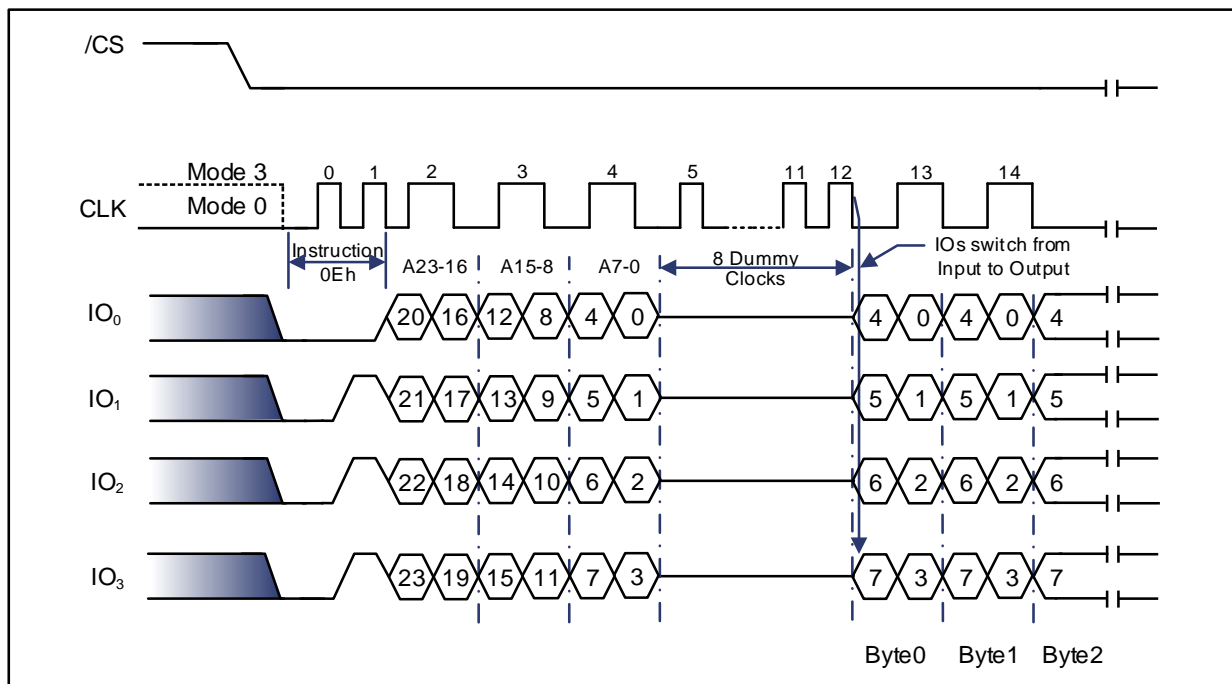 /CS
Mode 3
Mode 0
CLK
0 1 2 3 4 5 11 12 13 14
Instruction
0Eh
A23-16 A15-8 A7-0
8 Dummy
Clocks
IOs switch from
Input to Output
IO0 20 16 12 8 4 0 4 0 4 0 4
IO1 21 17 13 9 5 1 5 1 5 1 5
IO2 22 18 14 10 6 2 6 2 6 2 6
IO3 23 19 15 11 7 3 7 3 7 3 7
Byte0 Byte1 Byte2